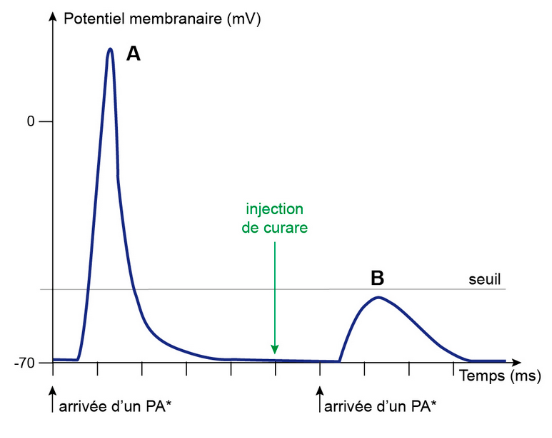 Potentiel membranaire (mV)
A
0
injection
de curare
B
seuil
-70
Temps (ms)
arrivée d'un PA*
arrivée d'un PA*